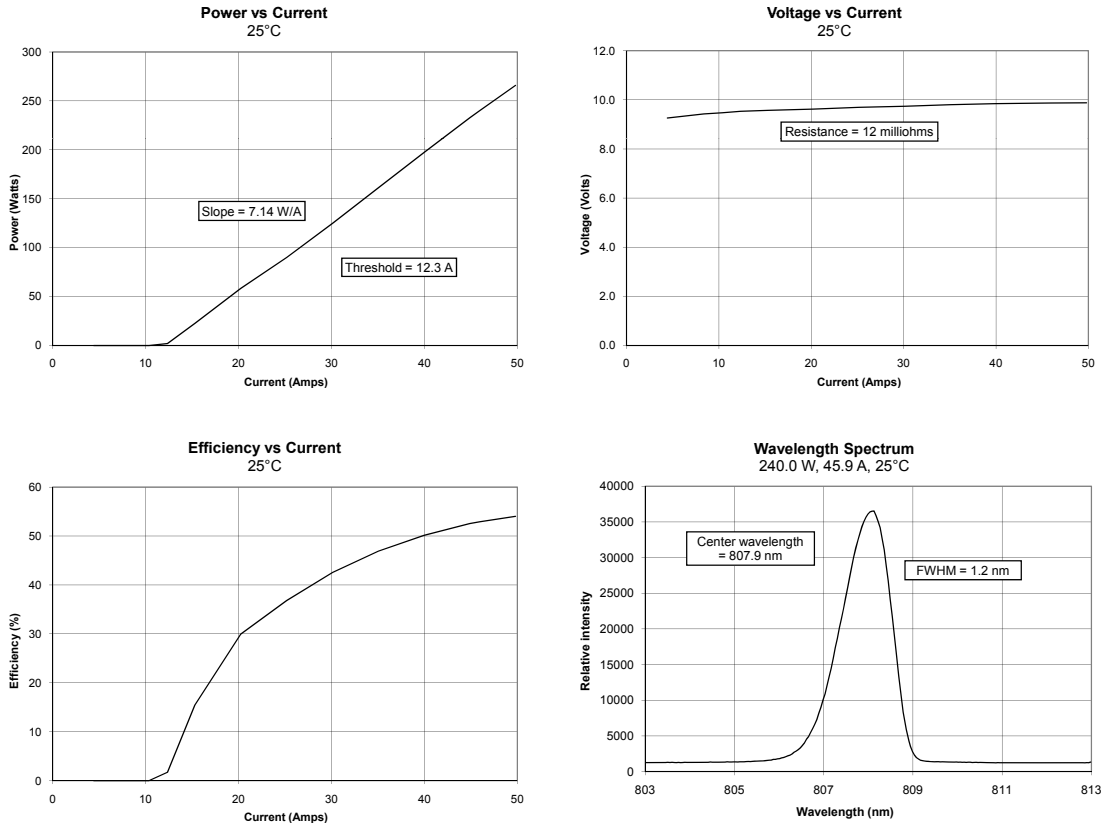 Power vs Current
25°C
300
250
200
150
100
50
0
Power (Watts)
Slope = 7.14 W/A
Threshold = 12.3 A
0 10 20 30 40 50
Current (Amps)
Voltage vs Current
25°C
12.0
10.0
8.0
6.0
4.0
2.0
0.0
Voltage (Volts)
Resistance = 12 milliohms
0 10 20 30 40 50
Current (Amps)
Efficiency vs Current
25°C
60
50
40
30
20
10
0
Efficiency (%)
0 10 20 30 40 50
Current (Amps)
Wavelength Spectrum
240.0 W, 45.9 A, 25°C
40000
35000
30000
25000
20000
15000
10000
5000
0
Relative intensity
Center wavelength
= 807.9 nm
FWHM = 1.2 nm
803 805 807 809 811 813
Wavelength (nm)